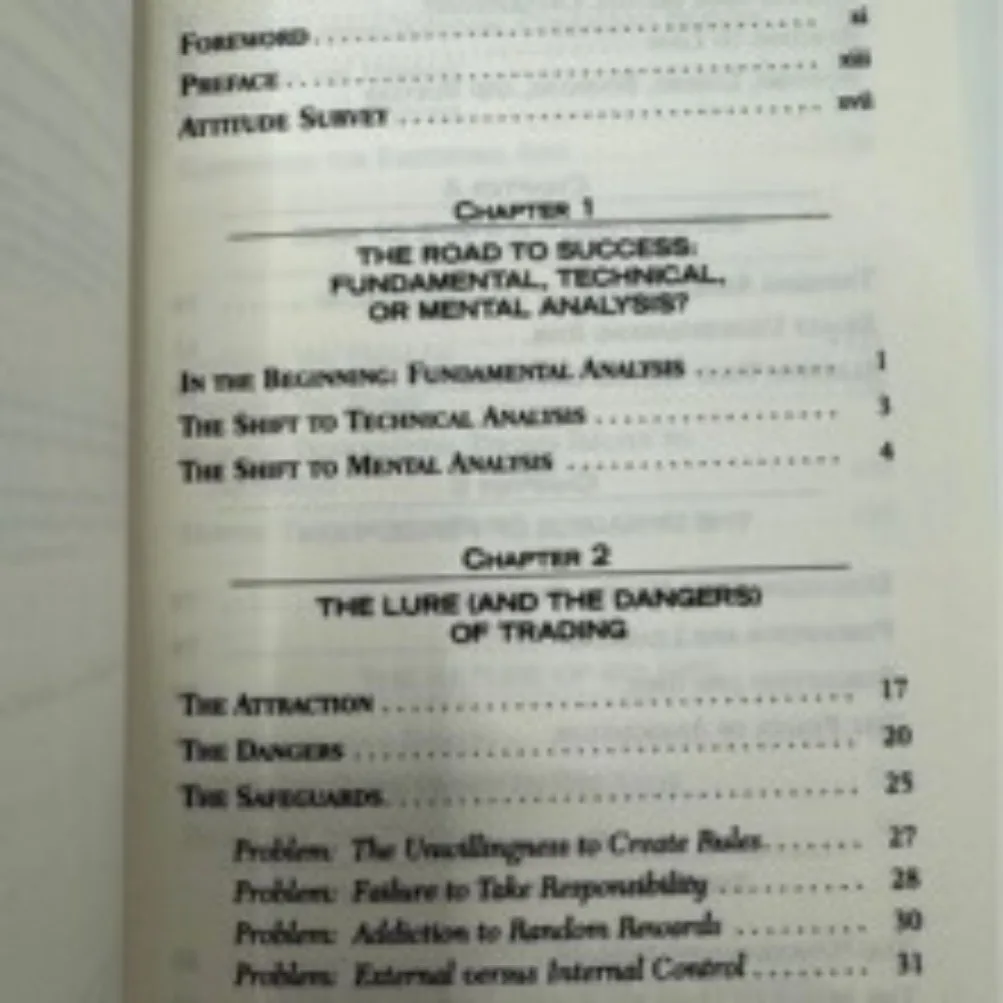 FOREWORD xi
PREFACE xiii
ATTITUDE SURVEY xvii
CHAPTER 1
THE ROAD TO SUCCESS:
FUNDAMENTAL, TECHNICAL,
OR MENTAL ANALYSIS?
IN THE BEGINNING: FUNDAMENTAL ANALYSIS 1
THE SHIFT TO TECHNICAL ANALYSIS 3
THE SHIFT TO MENTAL ANALYSIS 4
CHAPTER 2
THE LURE (AND THE DANGERS)
OF TRADING
THE ATTRACTION 17
THE DANGERS 20
THE SAFEGUARDS 25
Problem: The Unwillingness to Create Rules 27
Problem: Failure to Take Responsibility 28
Problem: Addiction to Random Rewards 30
Problem: External versus Internal Control 31